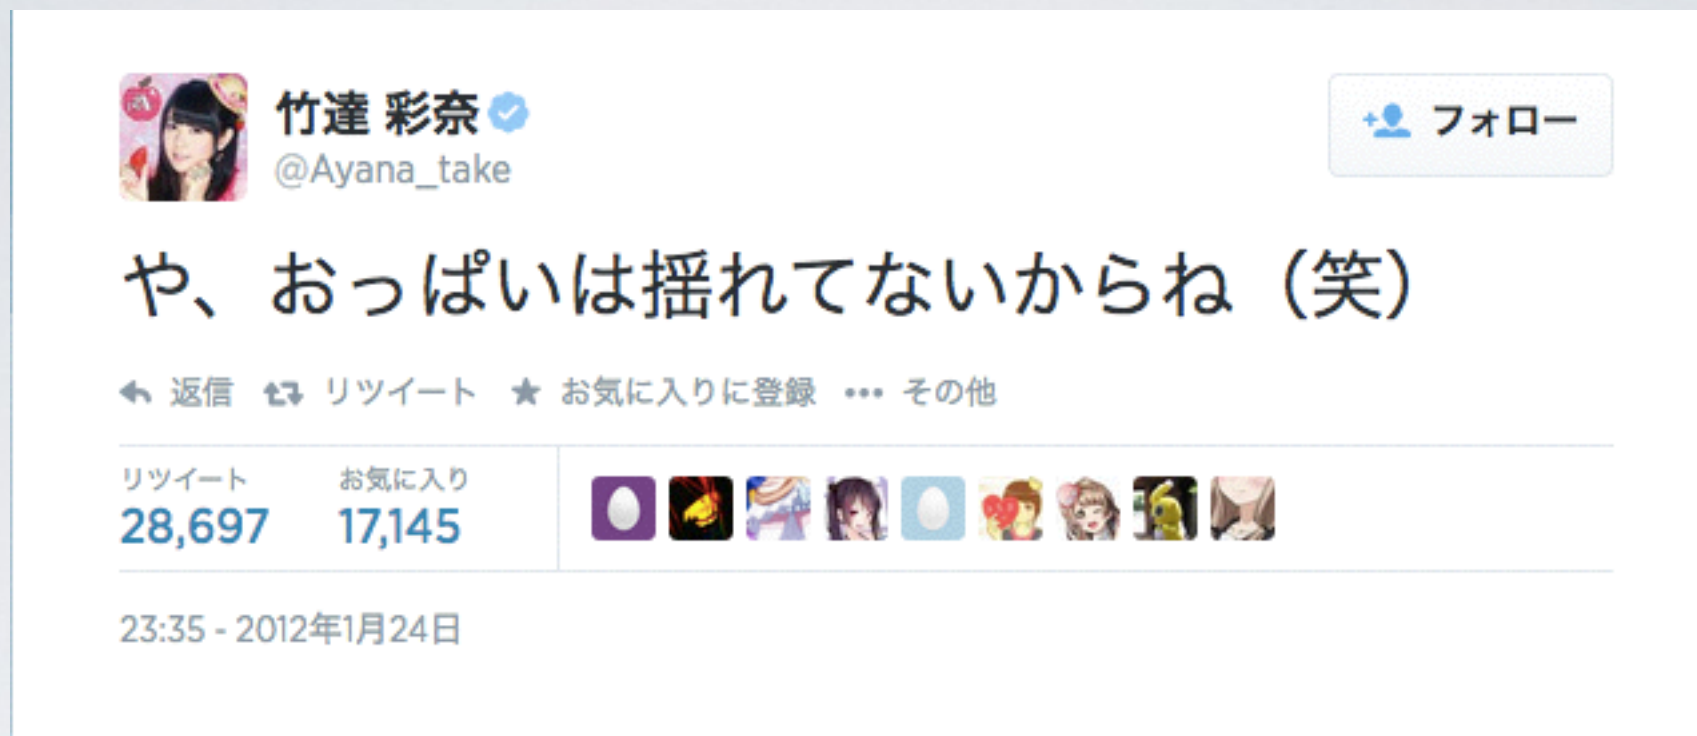 竹達 彩奈
@Ayana_take
フォロー
や、おっぱいは揺れてないからね（笑）
返信 リツイート お気に入りに登録 その他
リツイート お気に入り
28,697 17,145
23:35 - 2012年1月24日